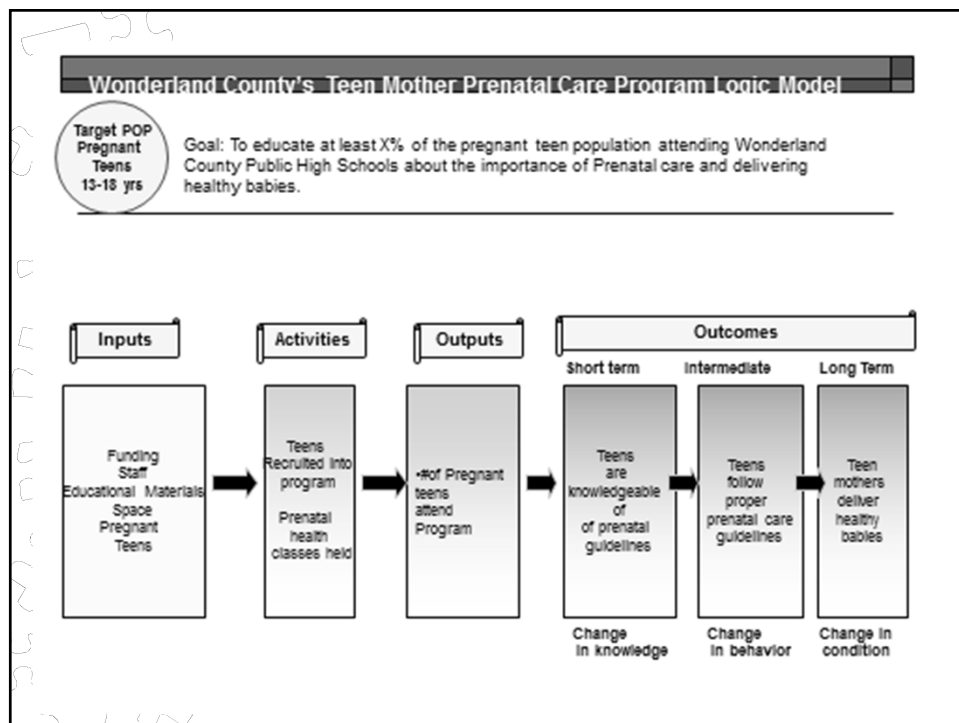 Wonderland County's Teen Mother Prenatal Care Program Logic Model
Target POP
Pregnant
Teens
13-18 yrs
Goal: To educate at least X% of the pregnant teen population attending Wonderland
County Public High Schools about the importance of Prenatal care and delivering
healthy babies.
Inputs
Activities
Outputs
Outcomes
Short term
Intermediate
Long Term
Funding
Staff
Educational Materials
Space
Pregnant
Teens
Teens
Recruited into
program
Prenatal
health
classes held
•#of Pregnant
teens
attend
Program
Teens
are
knowledgeable
of
of prenatal
guidelines
Teens
follow
proper
prenatal care
guidelines
Teen
mothers
deliver
healthy
babies
Change
in knowledge
Change
in behavior
Change in
condition